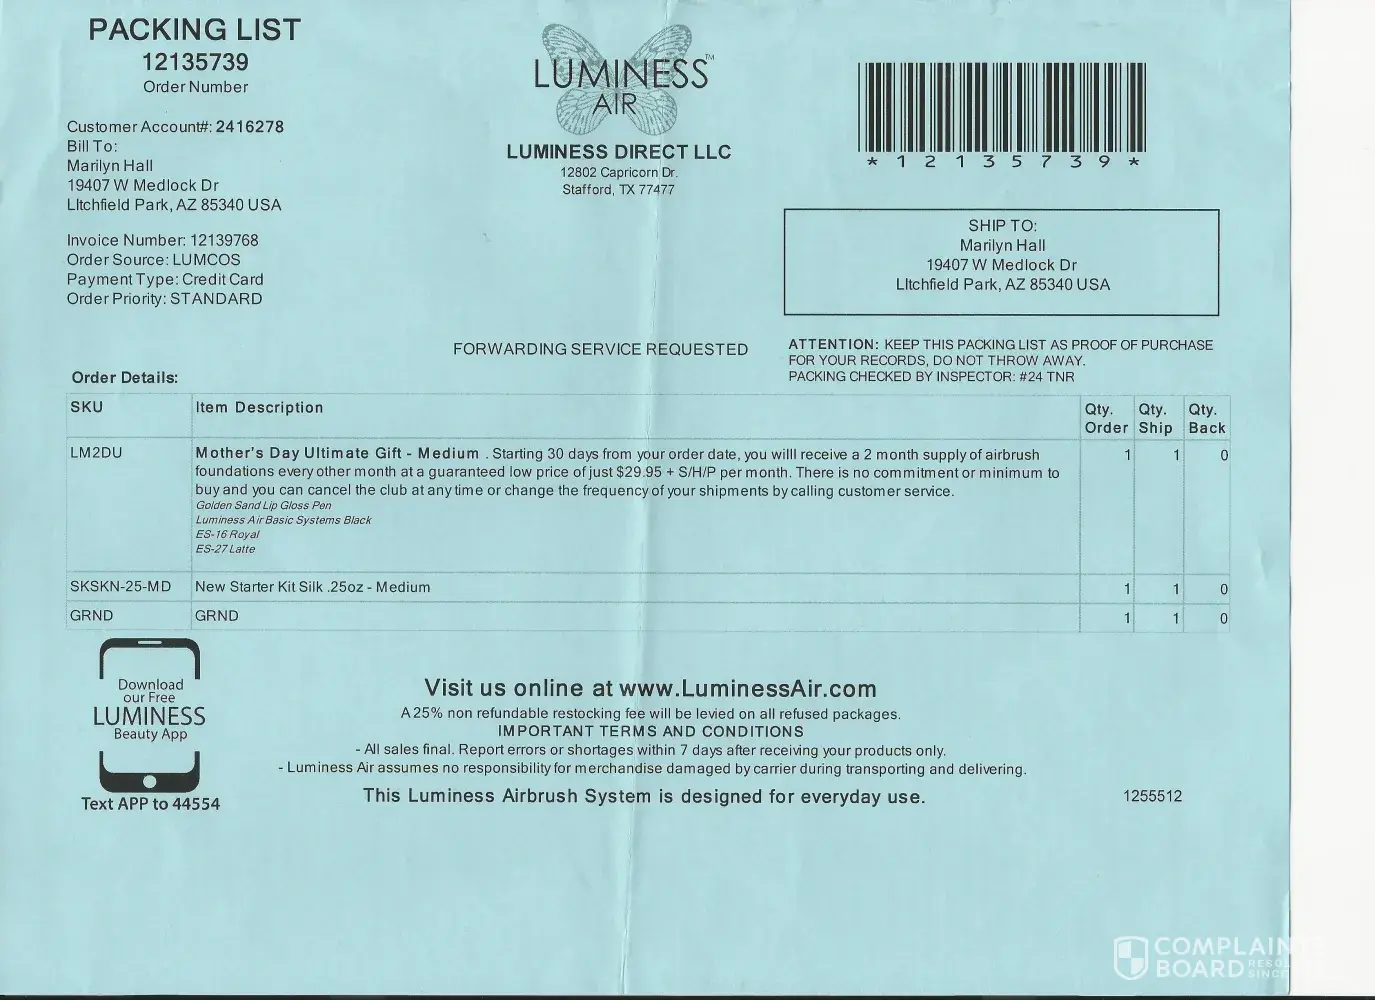 PACKING LIST
12135739
Order Number
Customer Account#: 2416278
Bill To:
Marilyn Hall
19407 W Medlock Dr
LItchfield Park, AZ 85340 USA
Invoice Number: 12139768
Order Source: LUMCOS
Payment Type: Credit Card
Order Priority: STANDARD
LUMINESS™
AIR
LUMINESS DIRECT LLC
12802 Capricorn Dr.
Stafford, TX 77477
*12135739*
SHIP TO:
Marilyn Hall
19407 W Medlock Dr
LItchfield Park, AZ 85340 USA
FORWARDING SERVICE REQUESTED
ATTENTION: KEEP THIS PACKING LIST AS PROOF OF PURCHASE
FOR YOUR RECORDS, DO NOT THROW AWAY.
PACKING CHECKED BY INSPECTOR: #24 TNR
Order Details:
SKU Item Description Qty. Order Qty. Ship Qty. Back
LM2DU Mother's Day Ultimate Gift - Medium . Starting 30 days from your order date, you willl receive a 2 month supply of airbrush 1 1 0
foundations every other month at a guaranteed low price of just $29.95 + S/H/P per month. There is no commitment or minimum to
buy and you can cancel the club at any time or change the frequency of your shipments by calling customer service.
Golden Sand Lip Gloss Pen
Luminess Air Basic Systems Black
ES-16 Royal
ES-27 Latte
SKSKN-25-MD New Starter Kit Silk .25oz - Medium 1 1 0
GRND GRND 1 1 0
Download
our Free
LUMINESS
Beauty App
Text APP to 44554
Visit us online at www.LuminessAir.com
A 25% non refundable restocking fee will be levied on all refused packages.
IMPORTANT TERMS AND CONDITIONS
- All sales final. Report errors or shortages within 7 days after receiving your products only.
- Luminess Air assumes no responsibility for merchandise damaged by carrier during transporting and delivering.
This Luminess Airbrush System is designed for everyday use.
1255512
COMPLAIN
BOARD